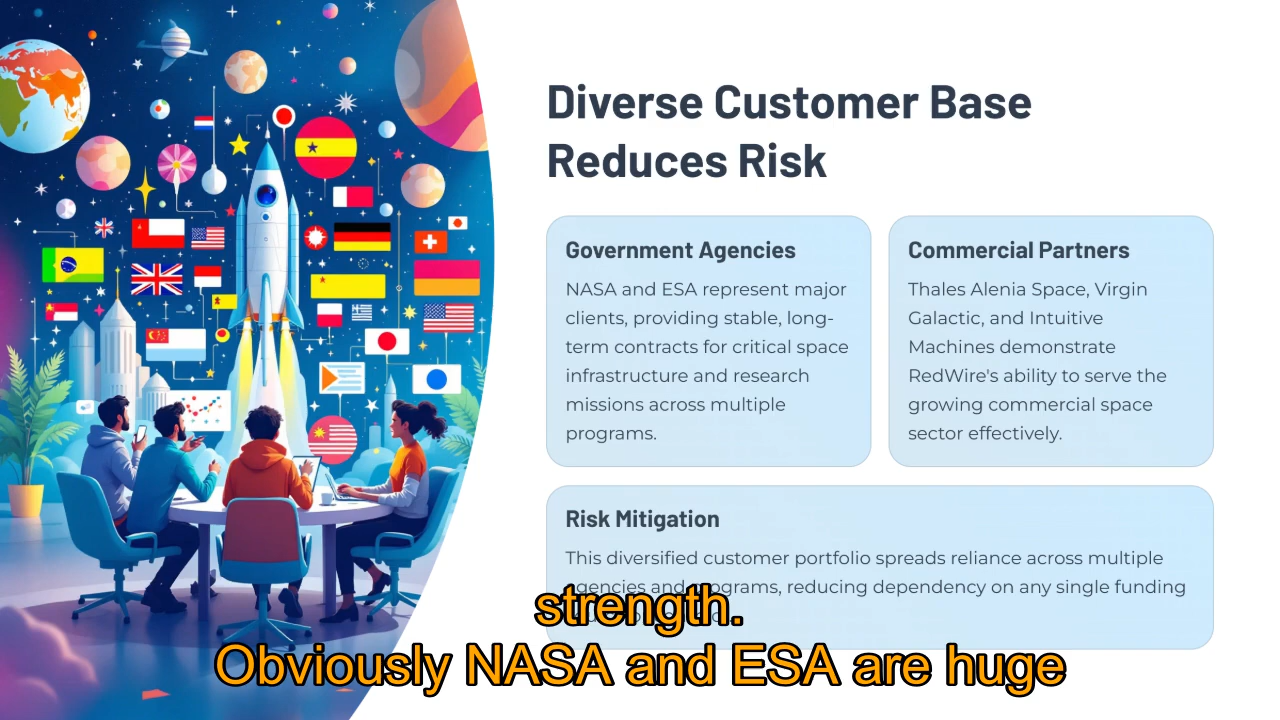 Diverse Customer Base
Reduces Risk
Government Agencies
NASA and ESA represent major
clients, providing stable, long-
term contracts for critical space
infrastructure and research
missions across multiple
programs.
Commercial Partners
Thales Alenia Space, Virgin
Galactic, and Intuitive
Machines demonstrate
RedWire's ability to serve the
growing commercial space
sector effectively.
Risk Mitigation
This diversified customer portfolio spreads reliance across multiple
agencies and programs, reducing dependency on any single funding
strength.
Obviously NASA and ESA are huge